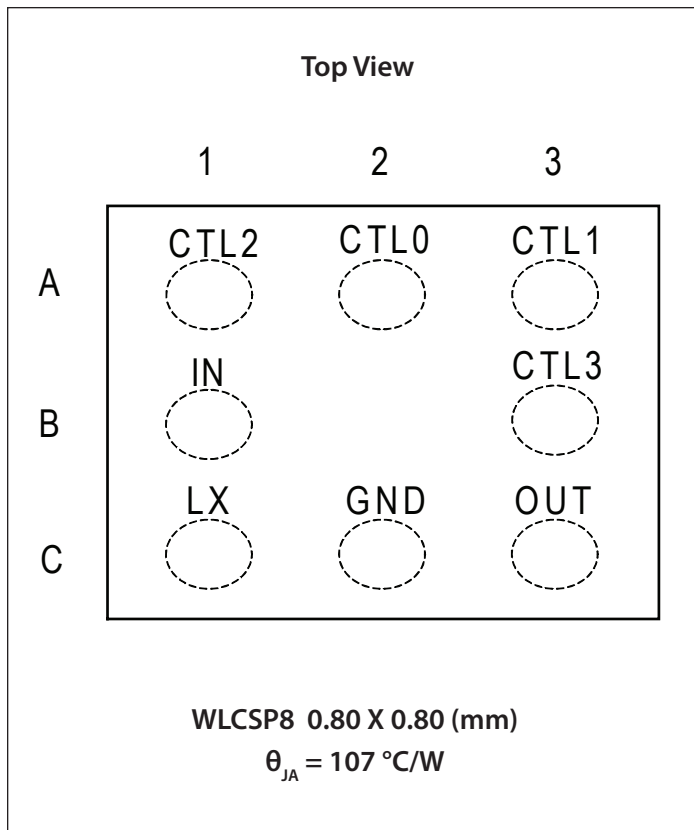 Top View
1 2 3
CTL2 CTL0 CTL1
A
IN CTL3
B
LX GND OUT
C
WLCSP8 0.80 X 0.80 (mm)
θJA = 107 °C/W